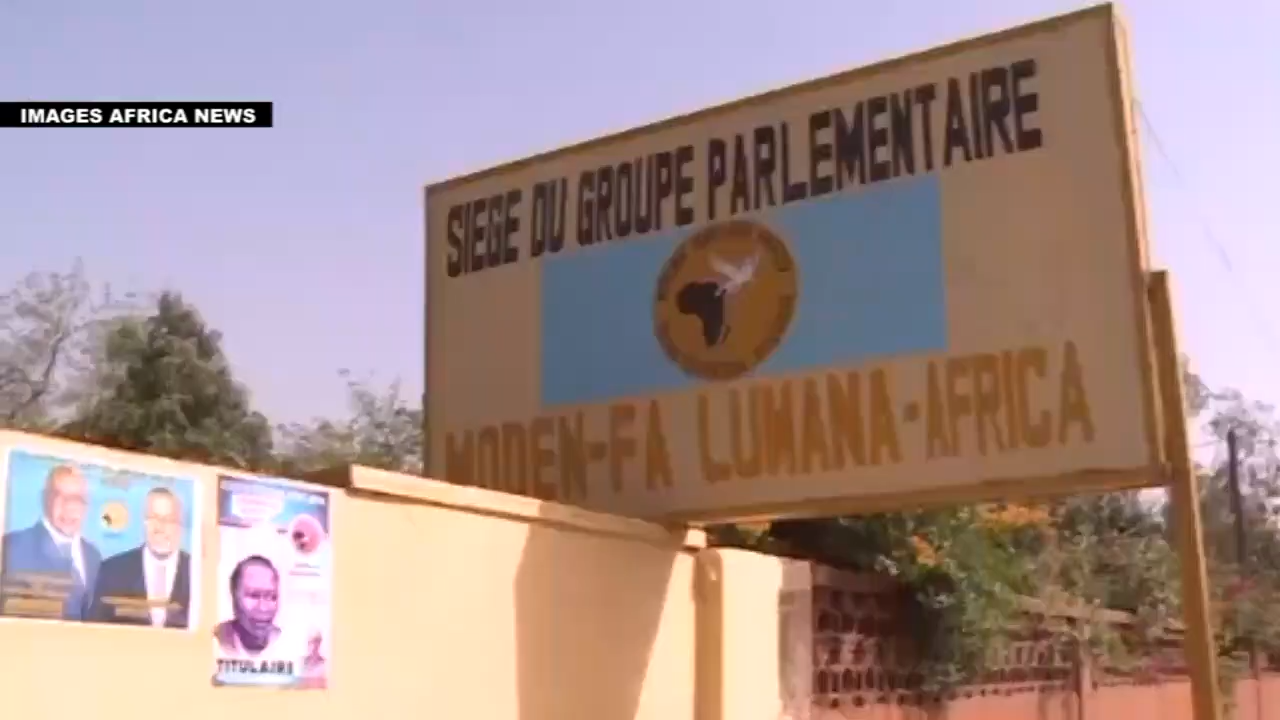 IMAGES AFRICA NEWS
SIEGE DU GROUPE PARLEMENTAIRE
MODEN-FA LUMANA-AFRICA
TITULAIRE